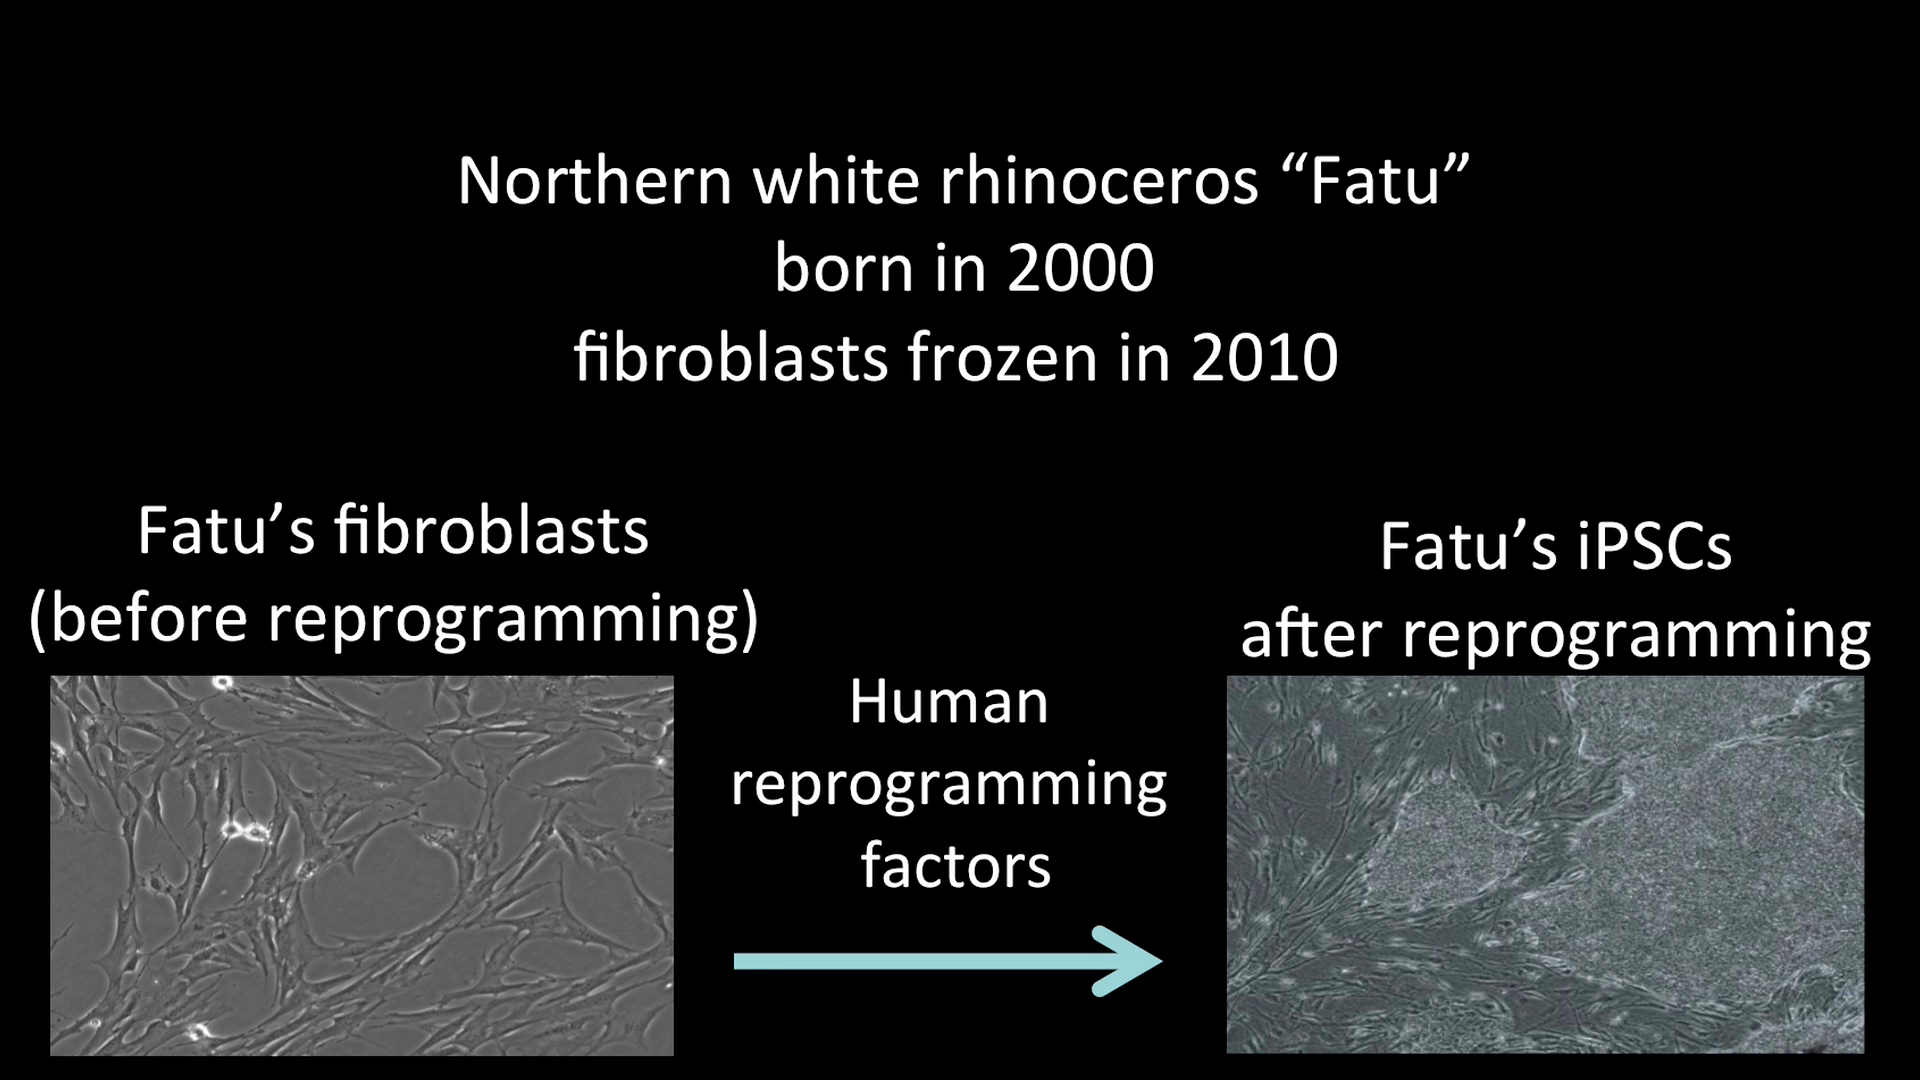 Northern white rhinoceros “Fatu”
born in 2000
fibroblasts frozen in 2010
Fatu’s fibroblasts
(before reprogramming)
Human
reprogramming
factors
Fatu’s iPSCs
after reprogramming